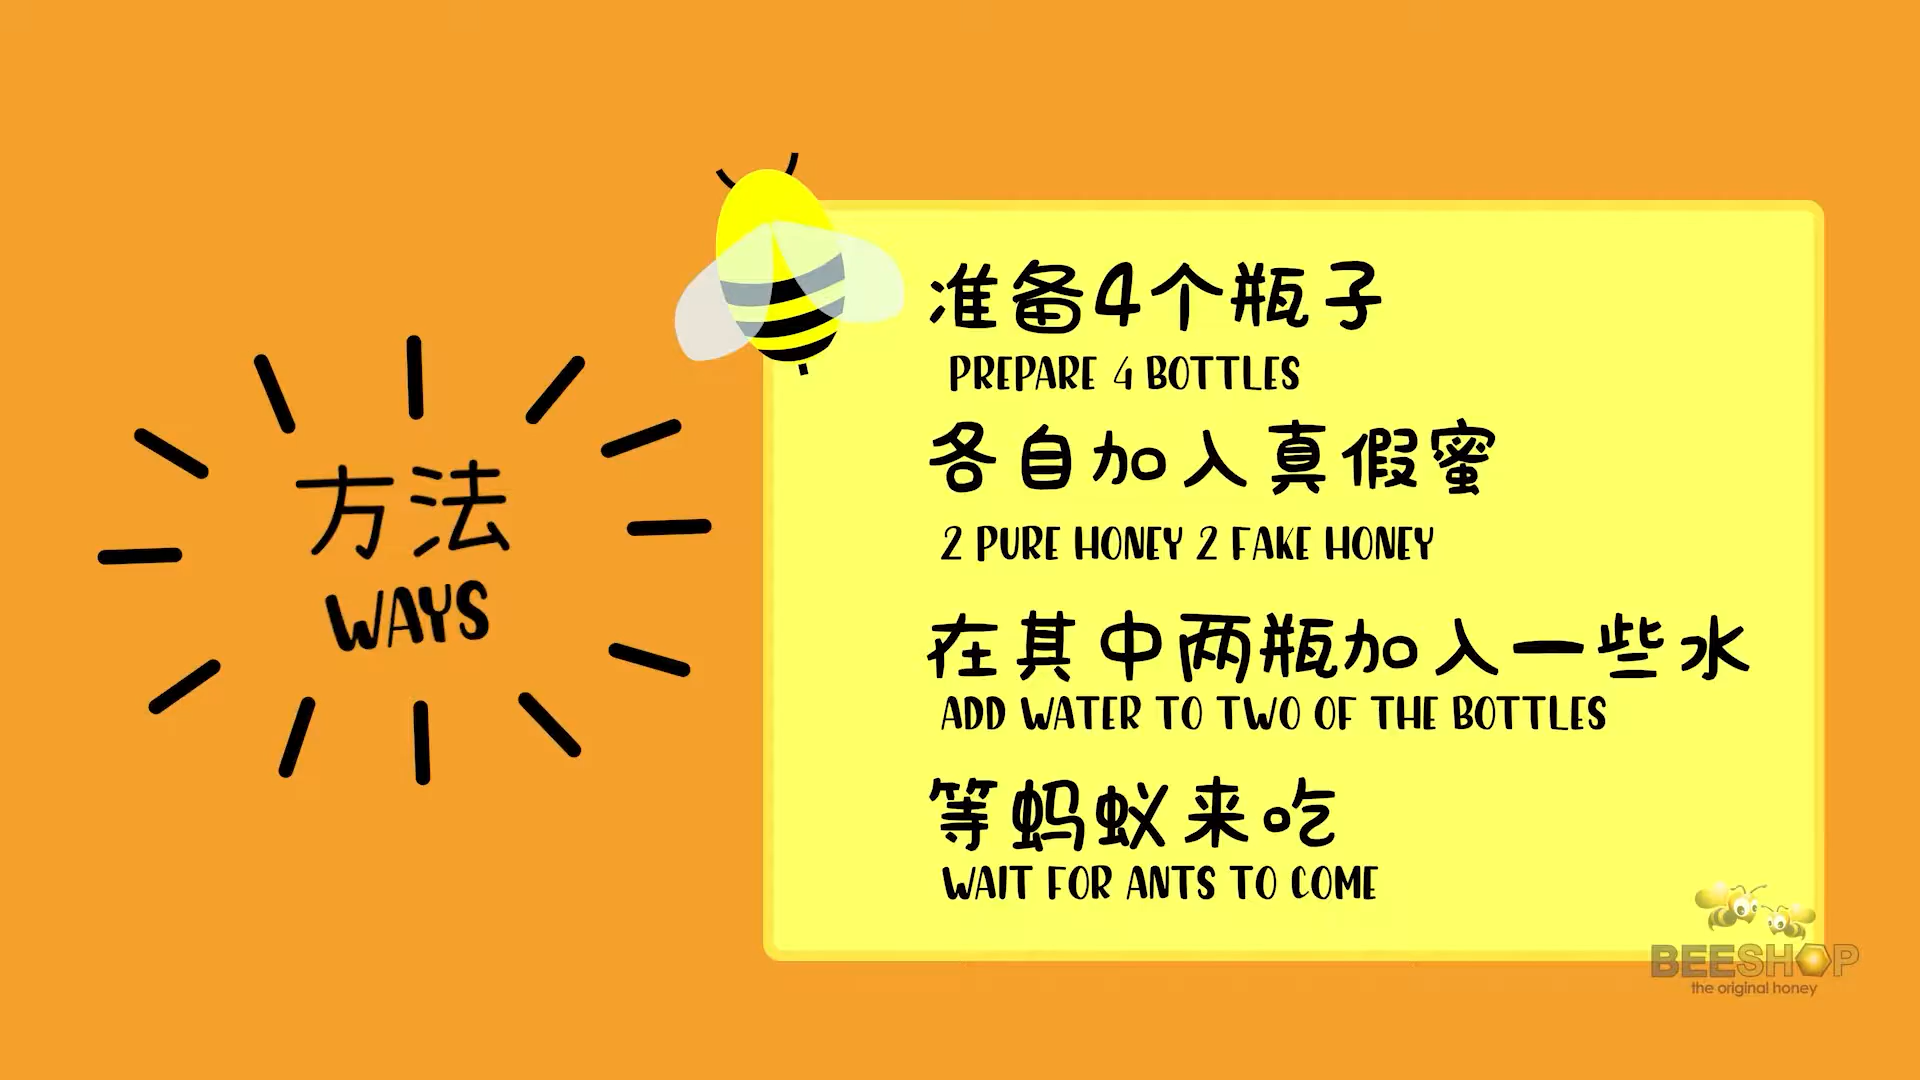 方法
WAYS
准备4个瓶子
PREPARE 4 BOTTLES
各自加入真假蜜
2 PURE HONEY 2 FAKE HONEY
在其中两瓶加入一些水
ADD WATER TO TWO OF THE BOTTLES
等蚂蚁来吃
WAIT FOR ANTS TO COME
BEESHOP
the original honey